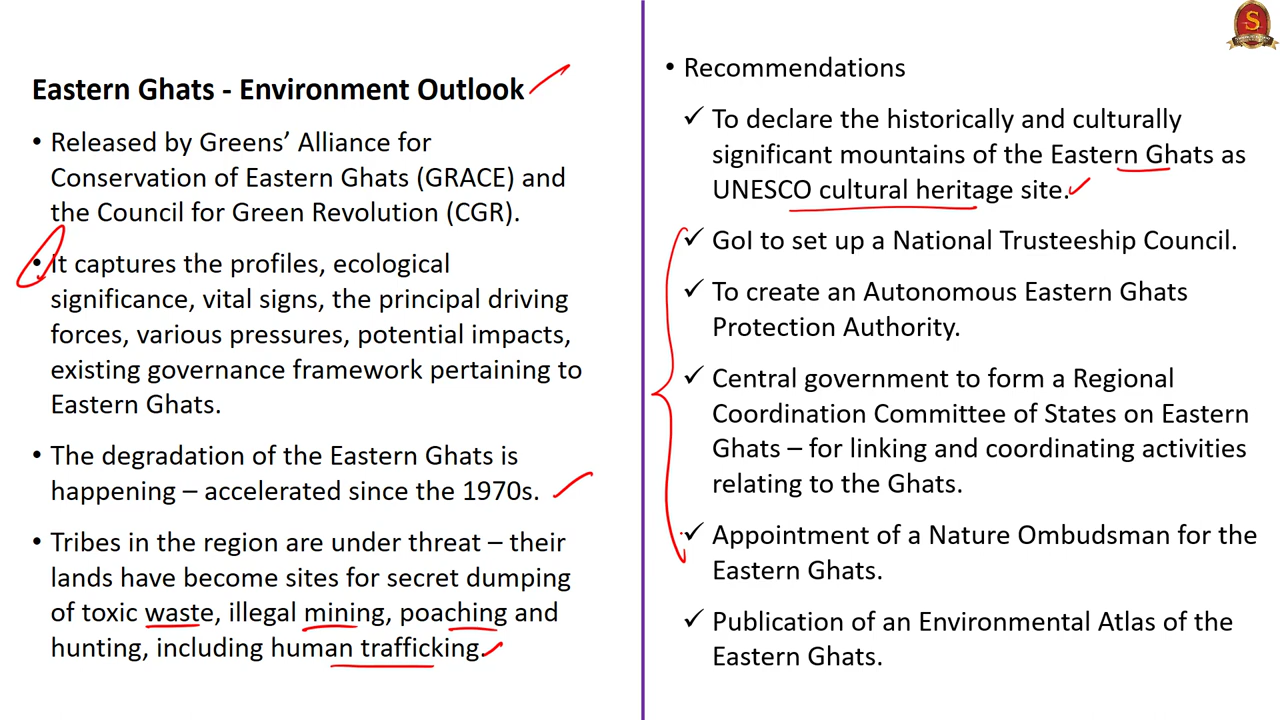 Eastern Ghats - Environment Outlook
• Released by Greens’ Alliance for
Conservation of Eastern Ghats (GRACE) and
the Council for Green Revolution (CGR).
• It captures the profiles, ecological
significance, vital signs, the principal driving
forces, various pressures, potential impacts,
existing governance framework pertaining to
Eastern Ghats.
• The degradation of the Eastern Ghats is
happening – accelerated since the 1970s.
• Tribes in the region are under threat – their
lands have become sites for secret dumping
of toxic waste, illegal mining, poaching and
hunting, including human trafficking.
• Recommendations
✓ To declare the historically and culturally
significant mountains of the Eastern Ghats as
UNESCO cultural heritage site.
✓ GoI to set up a National Trusteeship Council.
✓ To create an Autonomous Eastern Ghats
Protection Authority.
✓ Central government to form a Regional
Coordination Committee of States on Eastern
Ghats – for linking and coordinating activities
relating to the Ghats.
✓ Appointment of a Nature Ombudsman for the
Eastern Ghats.
✓ Publication of an Environmental Atlas of the
Eastern Ghats.
S